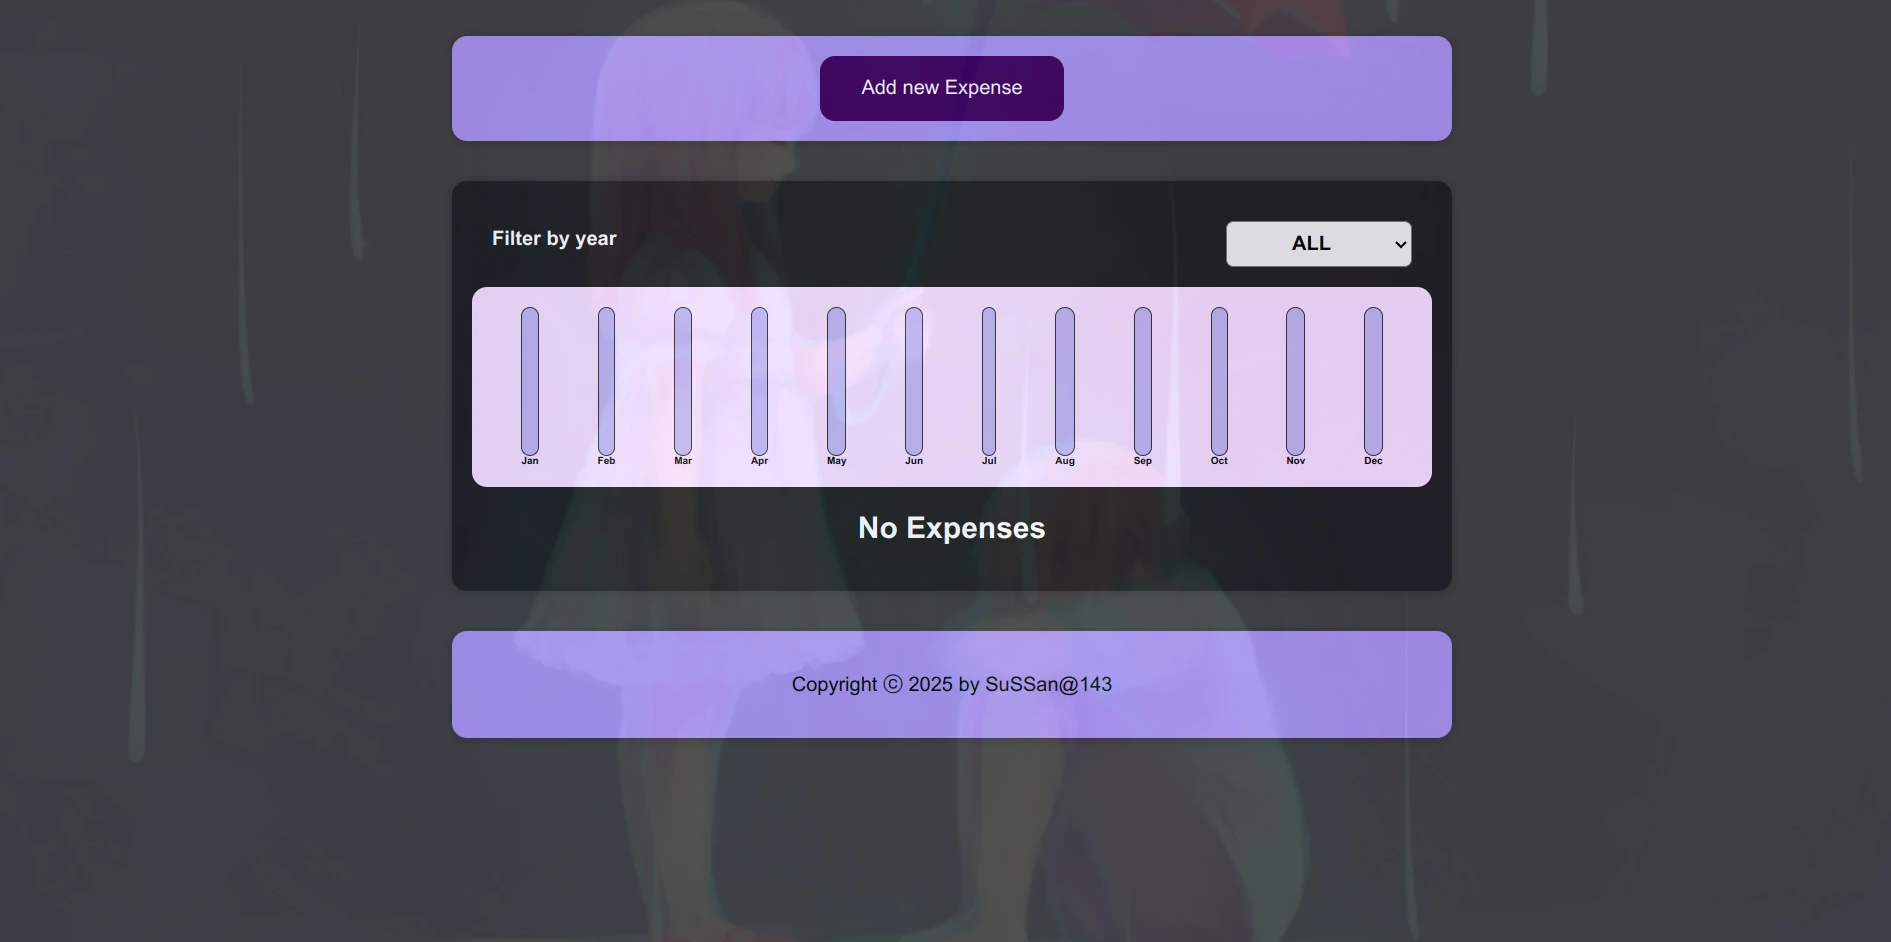 Add new Expense
Filter by year
ALL
Jan Feb Mar Apr May Jun Jul Aug Sep Oct Nov Dec
No Expenses
Copyright ⓒ 2025 by SuSSan@143